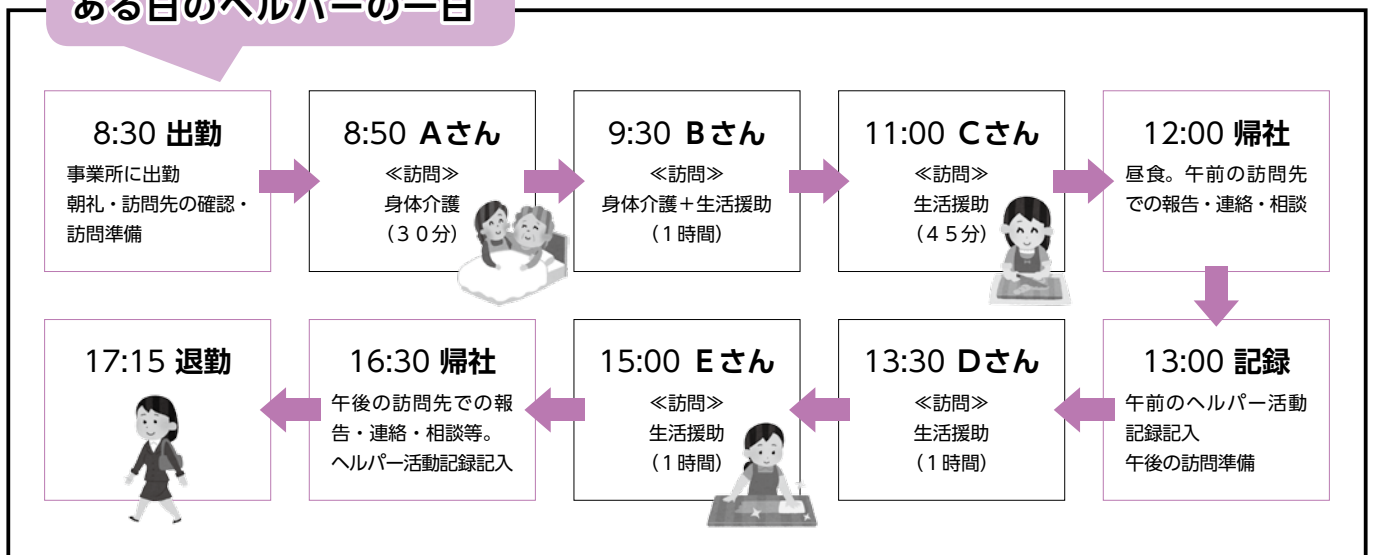 ある日のヘルパーの一日
8:30 出勤
事業所に出勤
朝礼・訪問先の確認・
訪問準備
8:50 Aさん
≪訪問≫
身体介護
（３０分）
9:30 Bさん
≪訪問≫
身体介護＋生活援助
（１時間）
11:00 Cさん
≪訪問≫
生活援助
（４５分）
12:00 帰社
昼食。午前の訪問先
での報告・連絡・相談
13:00 記録
午前のヘルパー活動
記録記入
午後の訪問準備
13:30 Dさん
≪訪問≫
生活援助
（１時間）
15:00 Eさん
≪訪問≫
生活援助
（１時間）
16:30 帰社
午後の訪問先での報
告・連絡・相談等。
ヘルパー活動記録記入
17:15 退勤